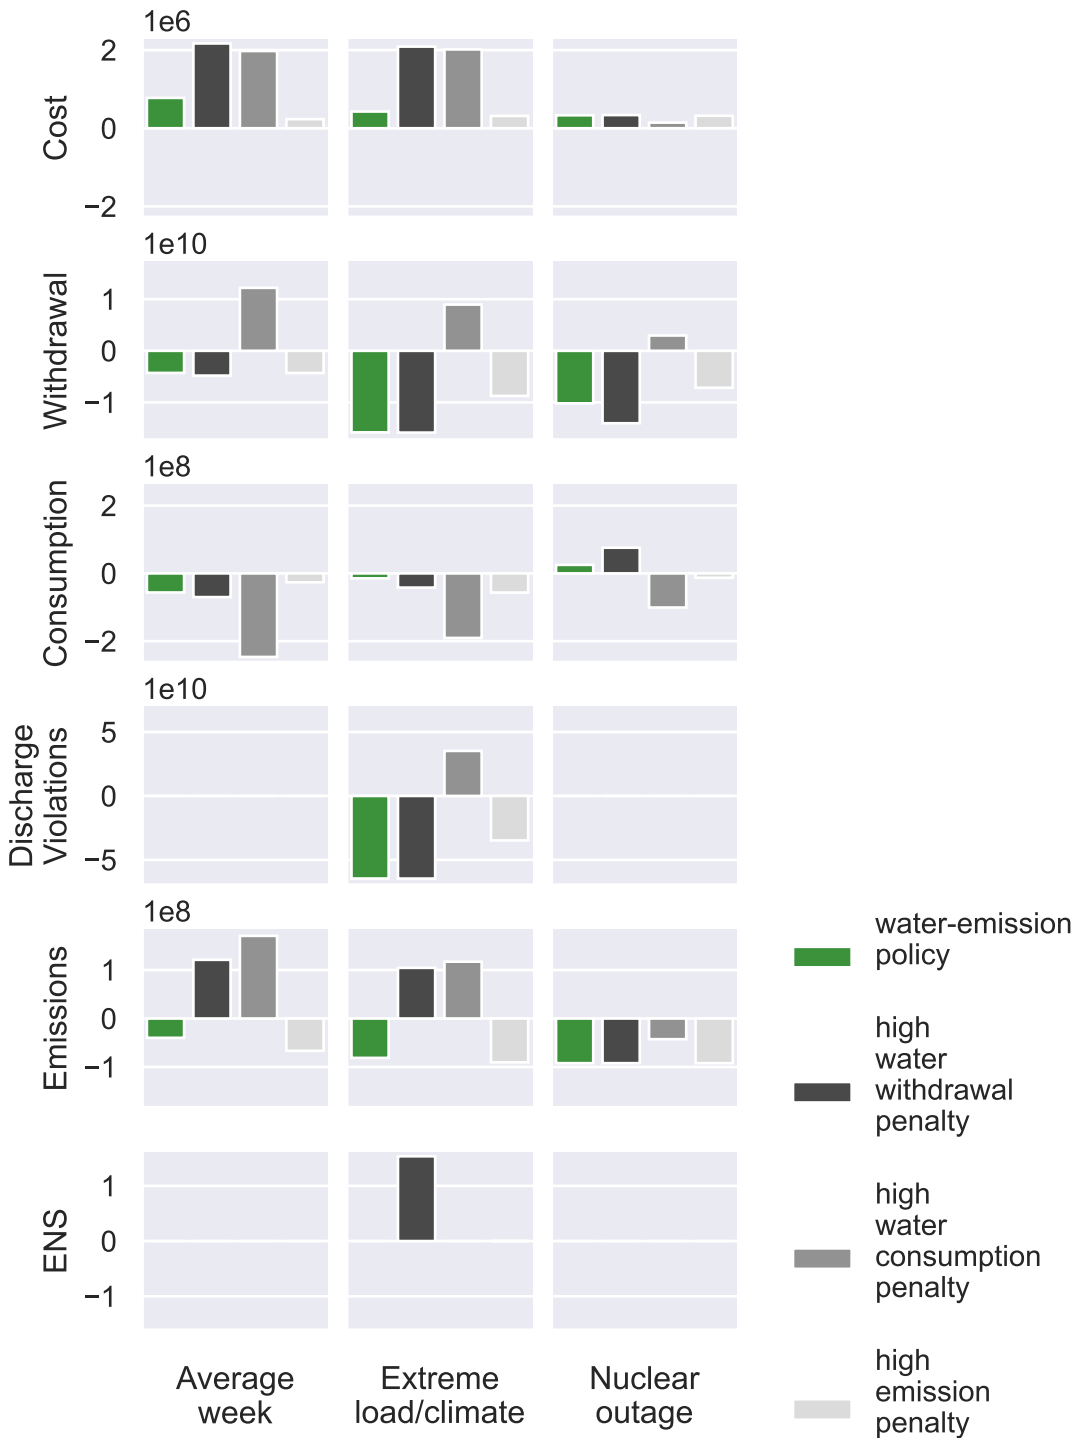 1e6
2
0
−2
Cost
1e10
1
0
−1
Withdrawal
1e8
2
0
−2
Consumption
1e10
5
0
−5
Discharge
Violations
1e8
1
0
−1
Emissions
1
0
−1
ENS
Average
week
Extreme
load/climate
Nuclear
outage
water-emission
policy
high
water
withdrawal
penalty
high
water
consumption
penalty
high
emission
penalty